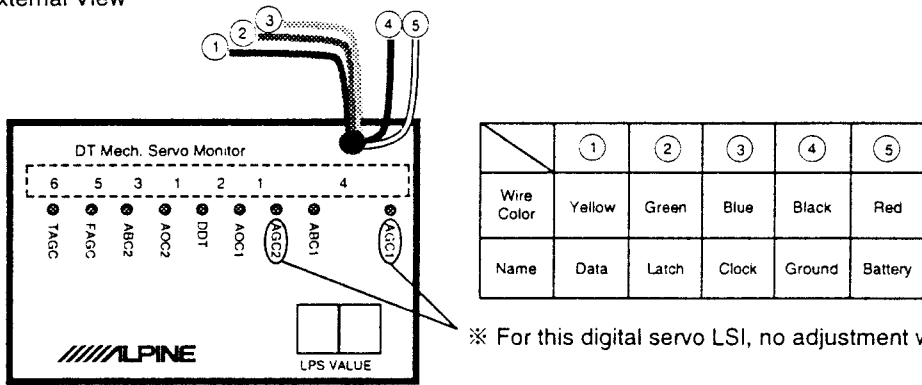 External View
3
2
4
5
1
DT Mech. Servo Monitor
6 5 3 1 2 1 4
TAGC FAGC ABC2 AOC2 DDT AOC1 AGC2 ABC1 AGC1
ALPINE
LPS VALUE
1 2 3 4 5
Wire Color Yellow Green Blue Black Red
Name Data Latch Clock Ground Battery
※ For this digital servo LSI, no adjustment